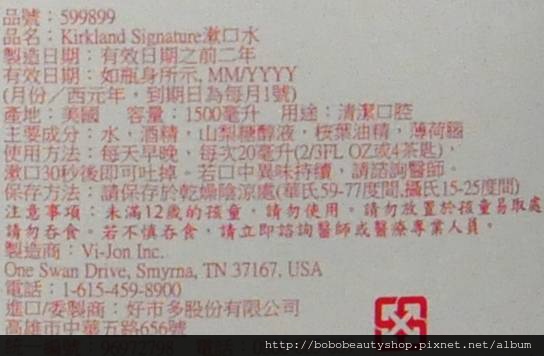 品號：599899
品名：Kirkland Signature漱口水
製造日期：有效日期之前二年
有效日期：如瓶身所示, MM/YYYY
(月份／西元年，到期日為每月1號)
產地：美國　容量：1500毫升　用途：清潔口腔
主要成分：水，酒精，山梨糖醇液，桉葉油精，薄荷腦
使用方法：每天早晚，每次20毫升(2/3FL OZ或4茶匙)，
漱口30秒後即可吐掉。若口中異味持續，請諮詢醫師。
保存方法：請保存於乾燥陰涼處(華氏59-77度間,攝氏15-25度間)
注意事項：未滿12歲的孩童，請勿使用。請勿放置於孩童易取處
請勿吞食。若不慎吞食，請立即諮詢醫師或醫療專業人員。
製造商：Vi-Jon Inc.
One Swan Drive, Smyrna, TN 37167, USA
電話：1-615-459-8900
進口/委製商：好市多股份有限公司
高雄市中華五路656號
http://bobobeautyshop.pixnet.net/album